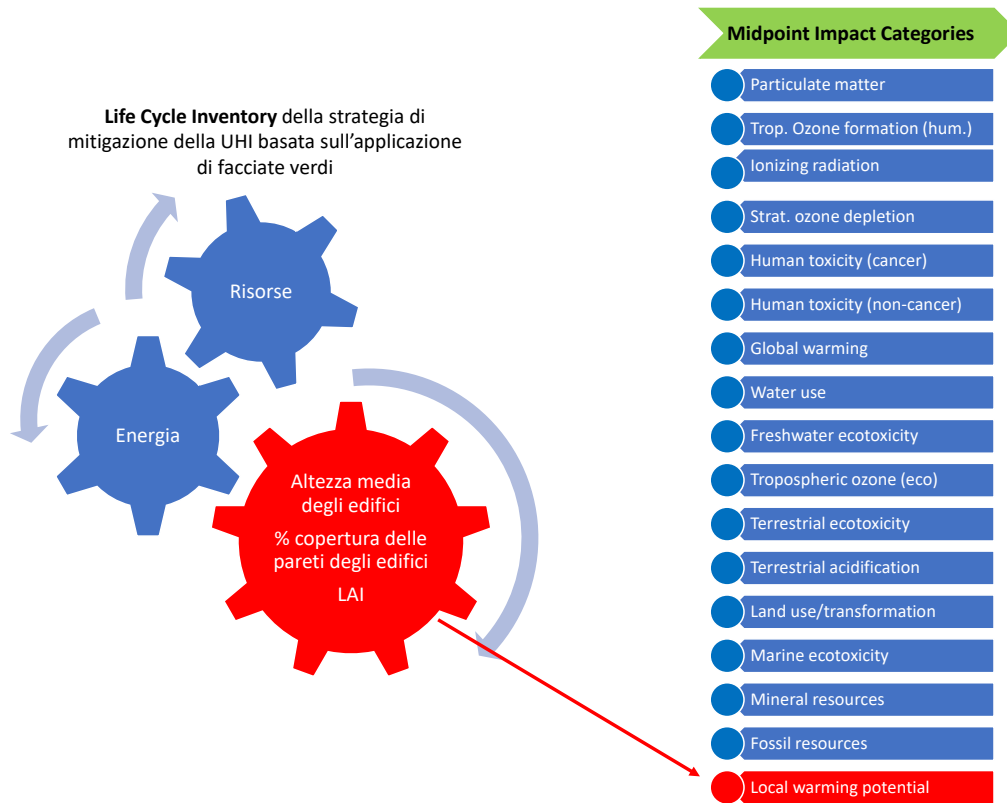 Midpoint Impact Categories
Life Cycle Inventory della strategia di
mitigazione della UHI basata sull'applicazione
di facciate verdi
Risorse
Energia
Altezza media
degli edifici
% copertura delle
pareti degli edifici
LAI
Particulate matter
Trop. Ozone formation (hum.)
Ionizing radiation
Strat. ozone depletion
Human toxicity (cancer)
Human toxicity (non-cancer)
Global warming
Water use
Freshwater ecotoxicity
Tropospheric ozone (eco)
Terrestrial ecotoxicity
Terrestrial acidification
Land use/transformation
Marine ecotoxicity
Mineral resources
Fossil resources
Local warming potential